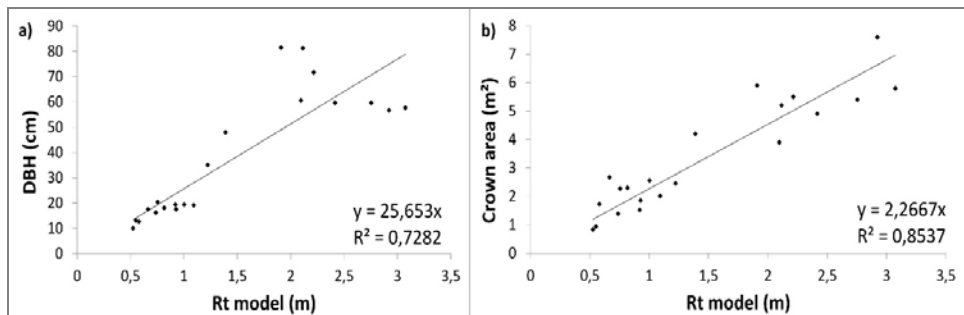 a)
DBH (cm)
90
80
70
60
50
40
30
20
10
0
y = 25,653x
R² = 0,7282
0 0,5 1 1,5 2 2,5 3 3,5
Rt model (m)
b)
Crown area (m²)
8
7
6
5
4
3
2
1
0
y = 2,2667x
R² = 0,8537
0 0,5 1 1,5 2 2,5 3 3,5
Rt model (m)